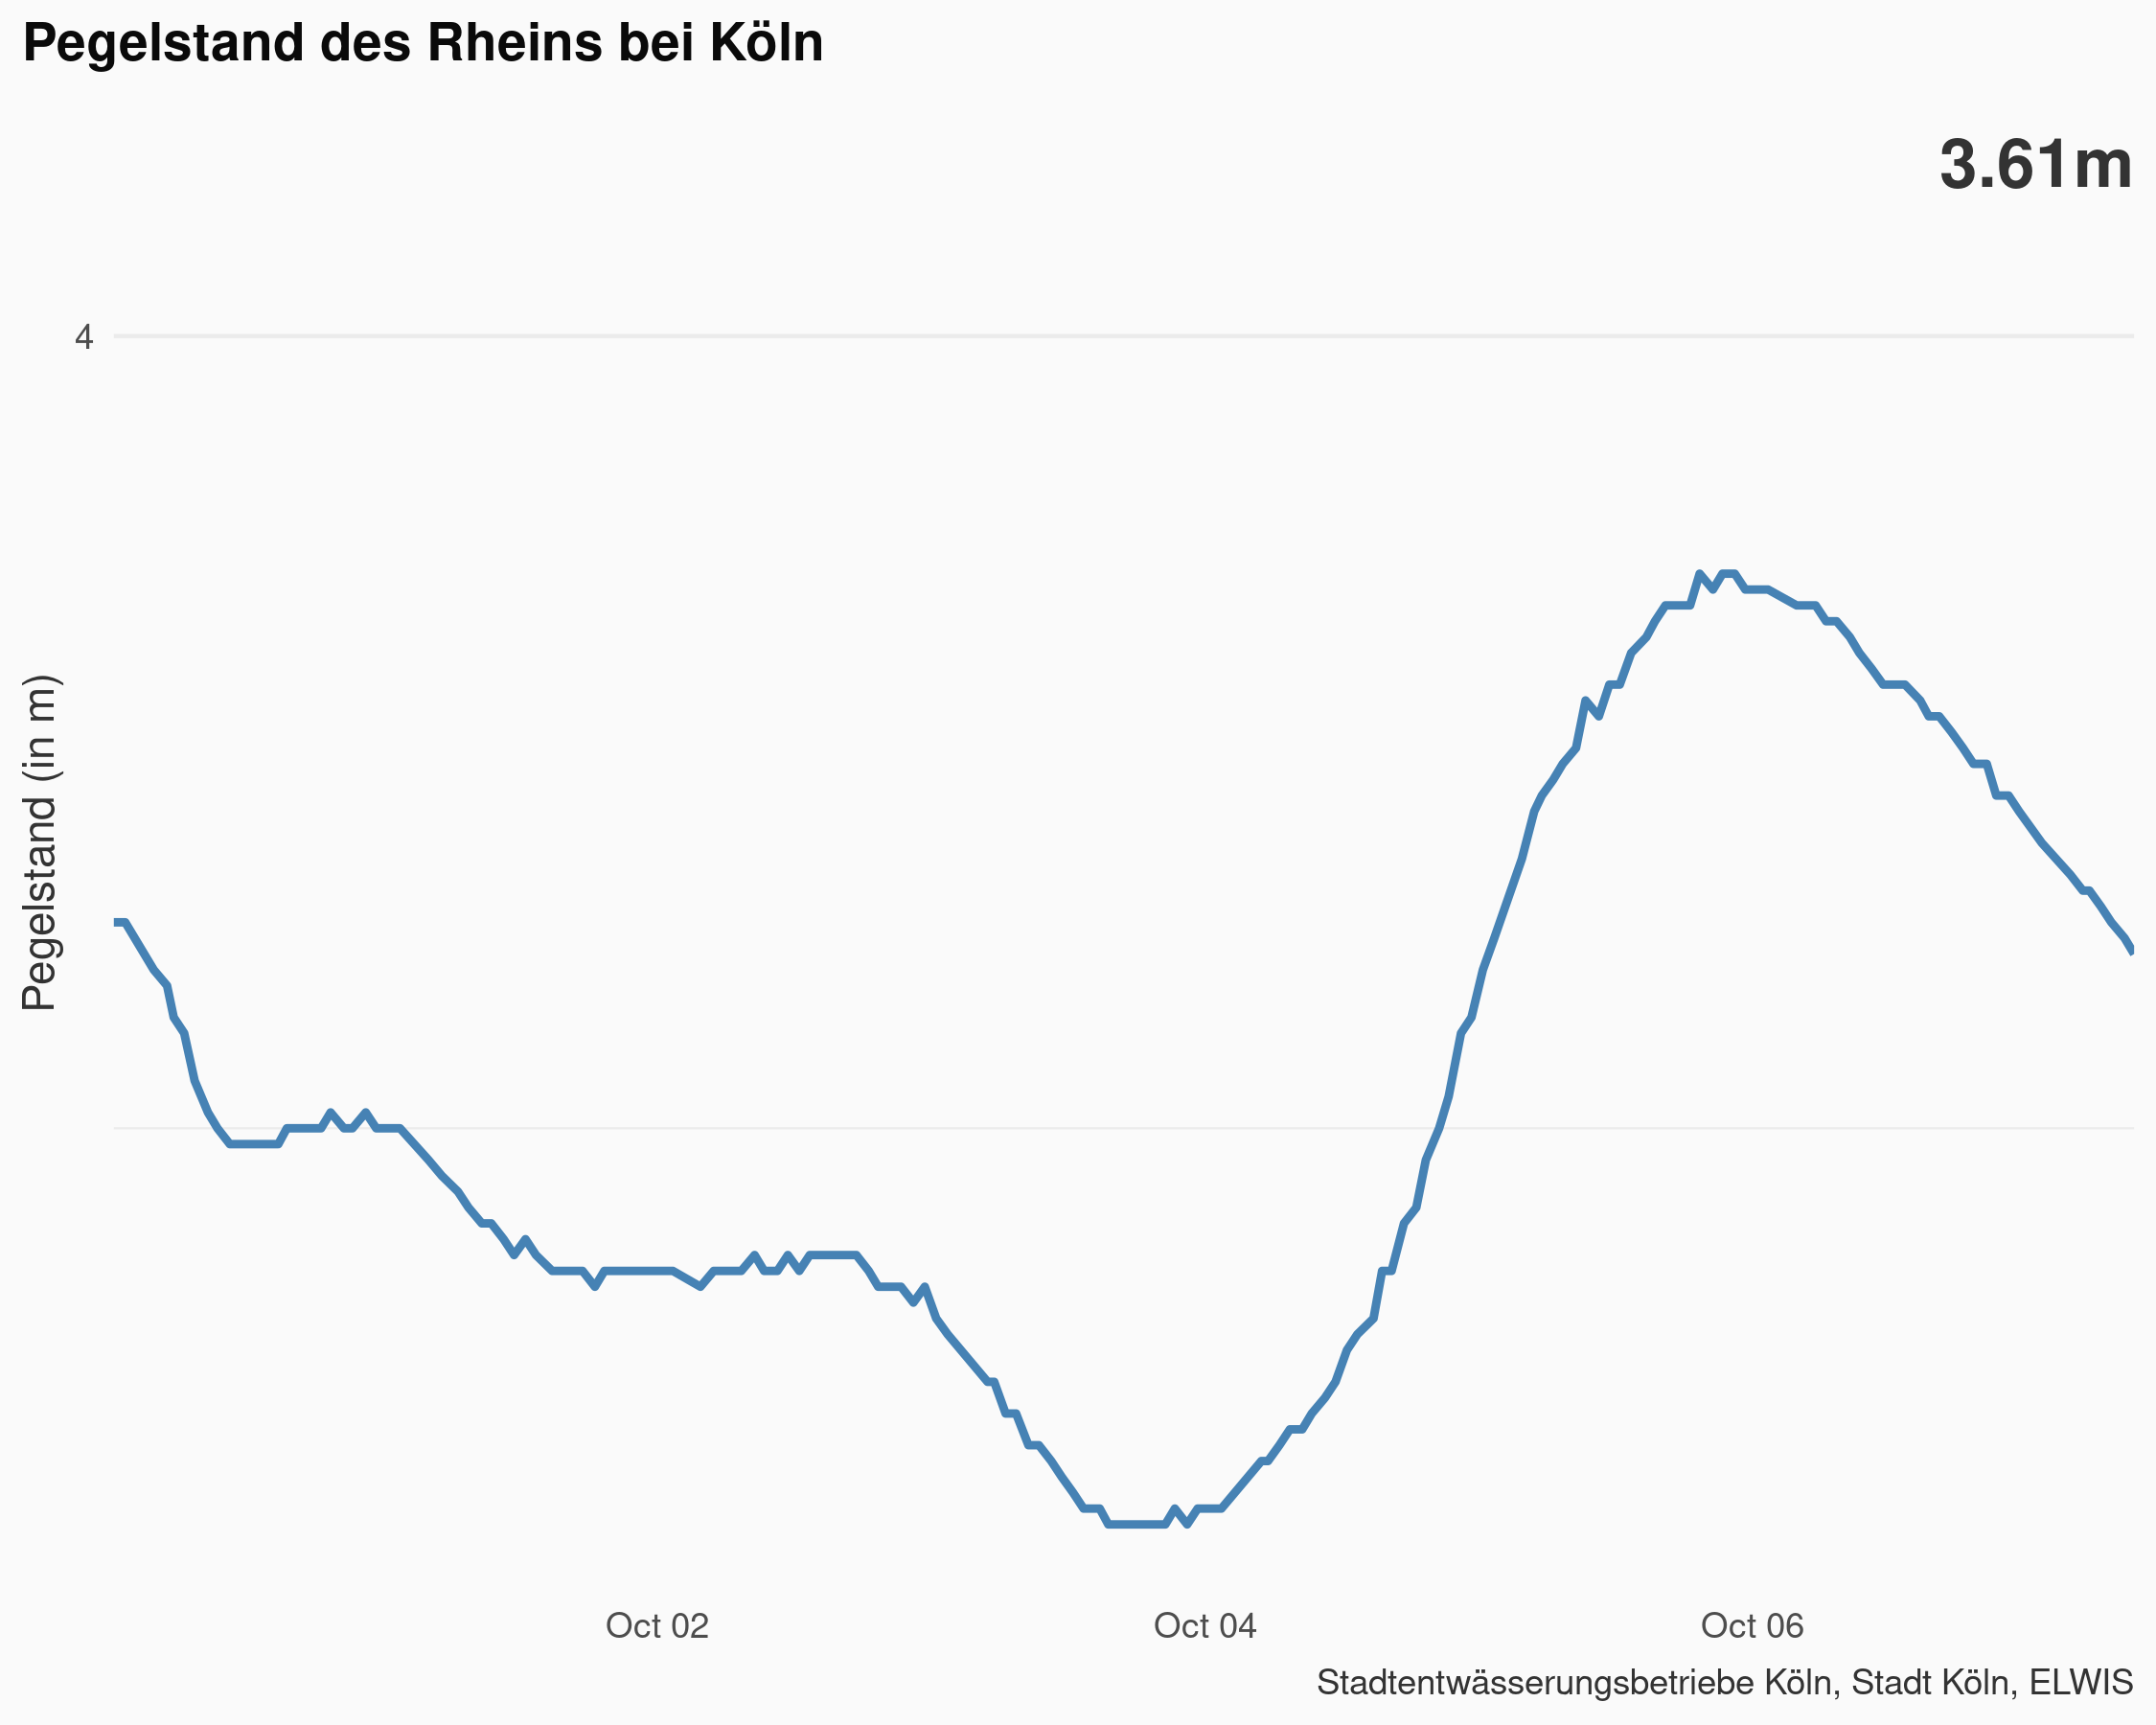 Pegelstand des Rheins bei Köln
3.61m
4
Pegelstand (in m)
Oct 02
Oct 04
Oct 06
Stadtentwässerungsbetriebe Köln, Stadt Köln, ELWIS